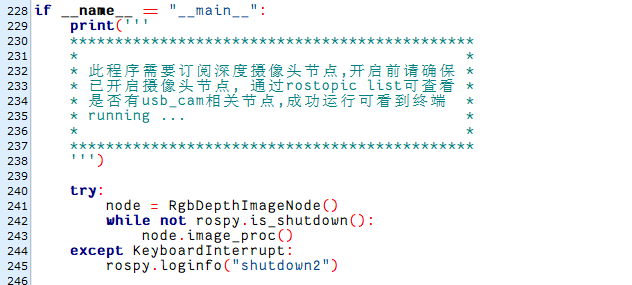 228 if __name__ == "__main__":
229     print('''
230     *********************************************
231     *                                           *
232     * 此程序需要订阅深度摄像头节点,开启前请确保 *
233     * 已开启摄像头节点, 通过rostopic list可查看 *
234     * 是否有usb_cam相关节点,成功运行可看到终端  *
235     * running ...                               *
236     *                                           *
237     *********************************************
238     ''')
239
240     try:
241         node = RgbDepthImageNode()
242         while not rospy.is_shutdown():
243             node.image_proc()
244     except KeyboardInterrupt:
245         rospy.loginfo("shutdown2")
246